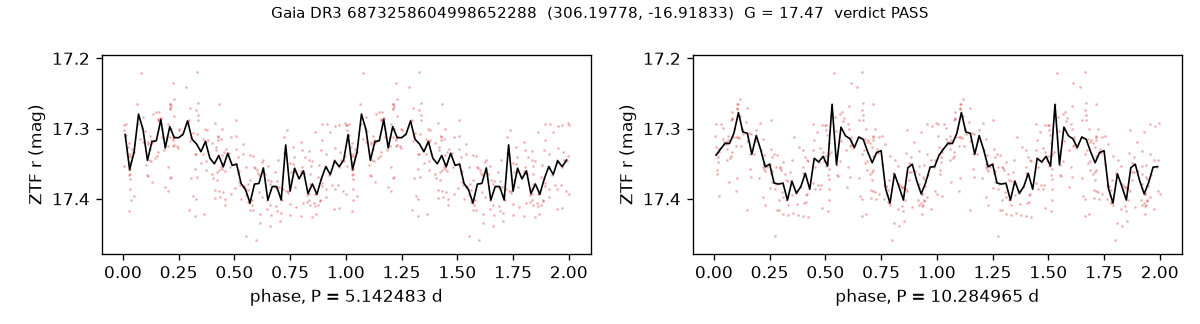 Gaia DR3 6873258604998652288 (306.19778, -16.91833) G = 17.47 verdict PASS
ZTF r (mag)
17.2
17.3
17.4
0.00 0.25 0.50 0.75 1.00 1.25 1.50 1.75 2.00
phase, P = 5.142483 d
ZTF r (mag)
17.2
17.3
17.4
0.00 0.25 0.50 0.75 1.00 1.25 1.50 1.75 2.00
phase, P = 10.284965 d